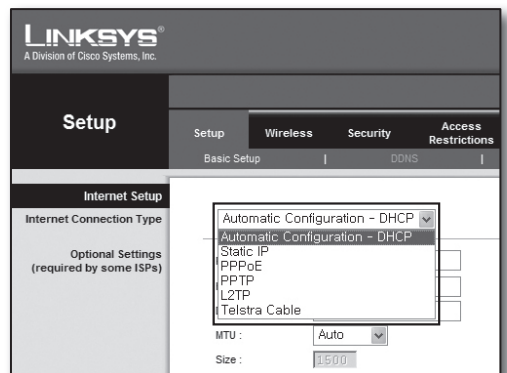 LINKSYS®
A Division of Cisco Systems, Inc.
Setup
Setup Wireless Security Access Restrictions
Basic Setup | DDNS |
Internet Setup
Internet Connection Type
Automatic Configuration - DHCP
Automatic Configuration - DHCP
Optional Settings
(required by some ISPs)
Static IP
PPPoE
PPTP
L2TP
Telstra Cable
MTU : Auto
Size : 1500